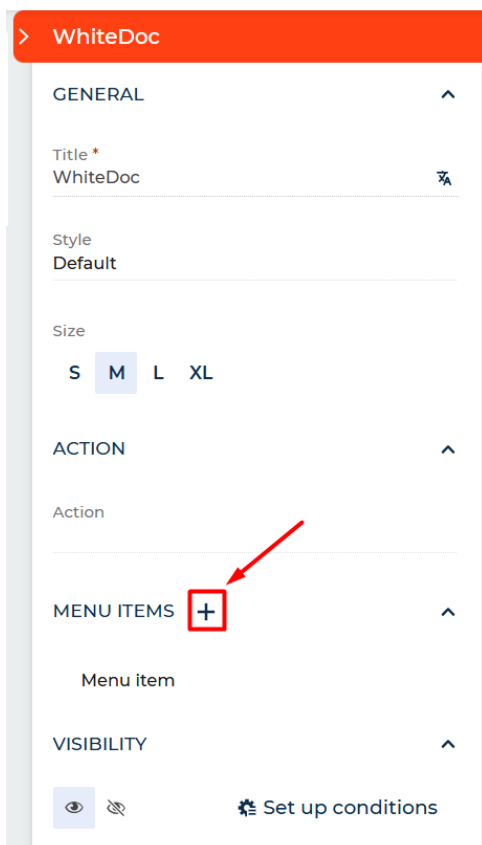 WhiteDoc
GENERAL
Title *
WhiteDoc
Style
Default
Size
S M L XL
ACTION
Action
MENU ITEMS +
Menu item
VISIBILITY
Set up conditions